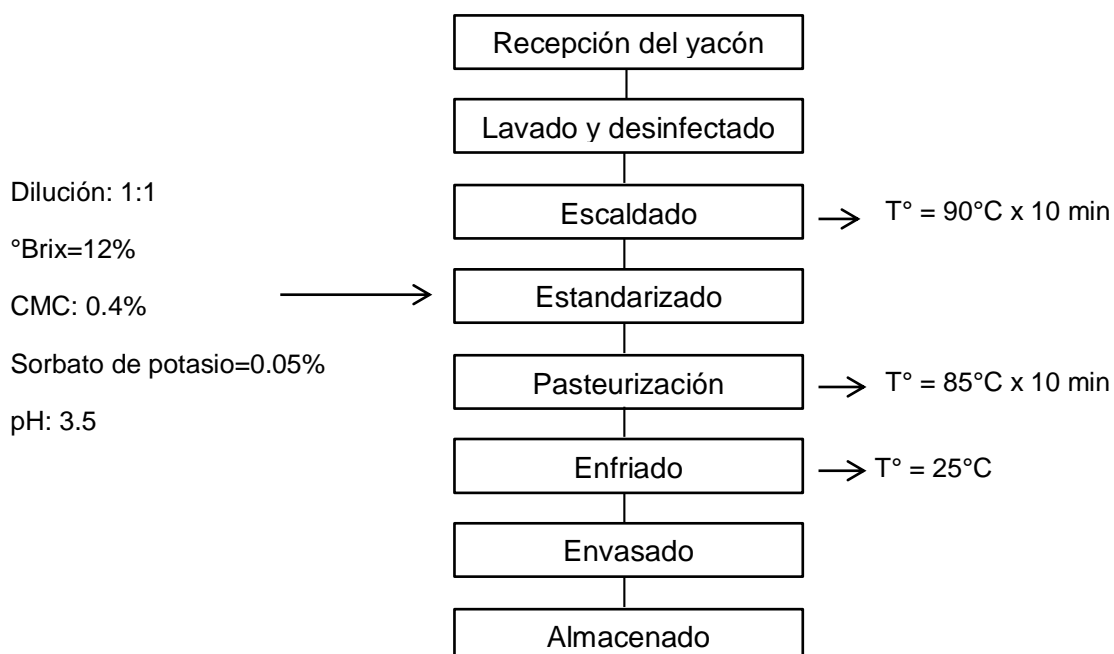 Recepción del yacón
Lavado y desinfectado
Dilución: 1:1
Escaldado
T° = 90°C x 10 min
°Brix=12%
CMC: 0.4%
Estandarizado
Sorbato de potasio=0.05%
Pasteurización
T° = 85°C x 10 min
pH: 3.5
Enfriado
T° = 25°C
Envasado
Almacenado